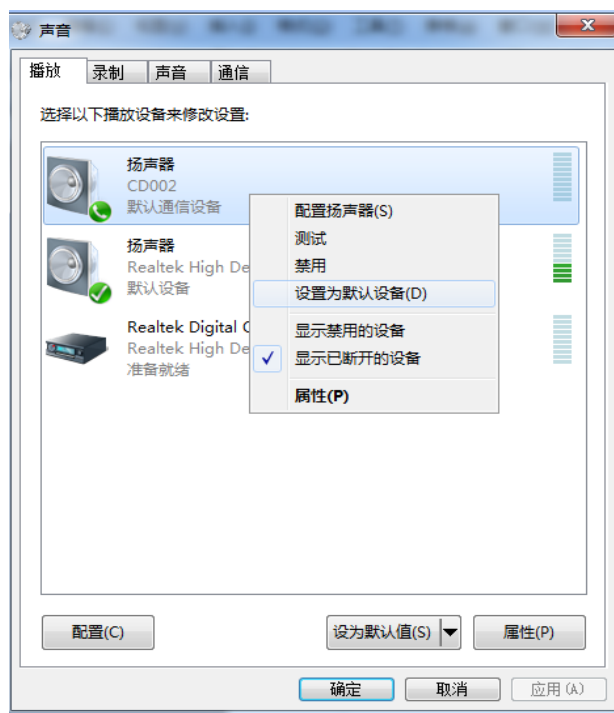 声音
播放
录制
声音
通信
选择以下播放设备来修改设置:
扬声器
CD002
默认通信设备
扬声器
Realtek High De
默认设备
Realtek Digital
Realtek High De
准备就绪
配置扬声器(S)
测试
禁用
设置为默认设备(D)
显示禁用的设备
显示已断开的设备
属性(P)
配置(C)
设为默认值(S)
属性(P)
确定
取消
应用(A)